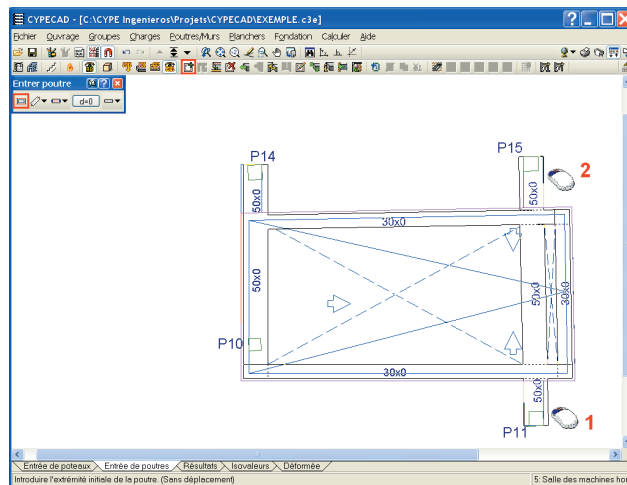 CYPECAD - [C:\CYPE Ingenieros\Projets\CYPECAD\EXEMPLE.c3e]
Fichier Ouvrage Groupes Charges Poutres/Murs Planchers Fondation Calculer Aide
Entrer poutre
d=0
P14
P15
2
50x0
50x0
30x0
50x0
50x0
30x0
P10
30x0
50x0
P11
1
Entrée de poteaux Entrée de poutres Résultats Isovaleurs Déformée
Introduire l'extrémité initiale de la poutre. (Sans déplacement)
5: Salle des machines hor